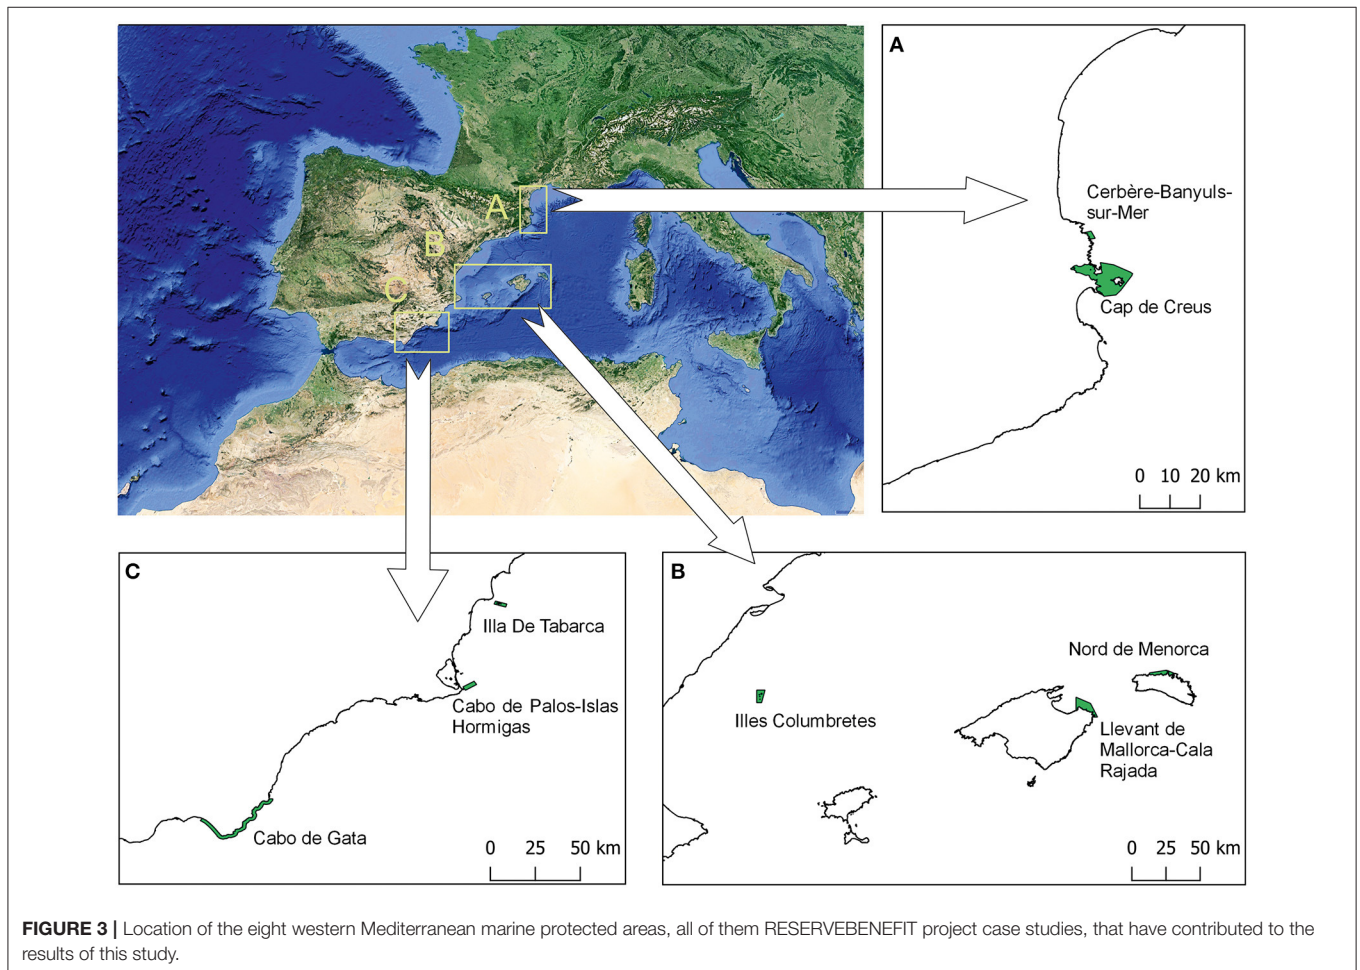 A
B
C
A
Cerbère-Banyuls-
sur-Mer
Cap de Creus
0 10 20 km
C
Illa De Tabarca
Cabo de Palos-Islas
Hormigas
Cabo de Gata
0 25 50 km
B
Nord de Menorca
Illes Columbretes
Llevant de
Mallorca-Cala
Rajada
0 25 50 km
FIGURE 3 | Location of the eight western Mediterranean marine protected areas, all of them RESERVEBENEFIT project case studies, that have contributed to the
results of this study.